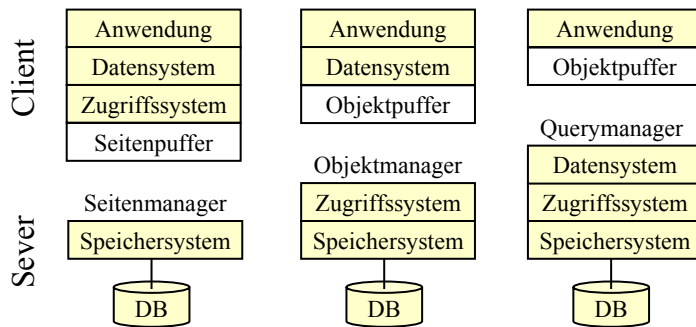 Client
Anwendung
Datensystem
Zugriffssystem
Seitenpuffer
Anwendung
Datensystem
Objektpuffer
Anwendung
Objektpuffer
Sever
Seitenmanager
Speichersystem
DB
Objektmanager
Zugriffssystem
Speichersystem
DB
Querymanager
Datensystem
Zugriffssystem
Speichersystem
DB